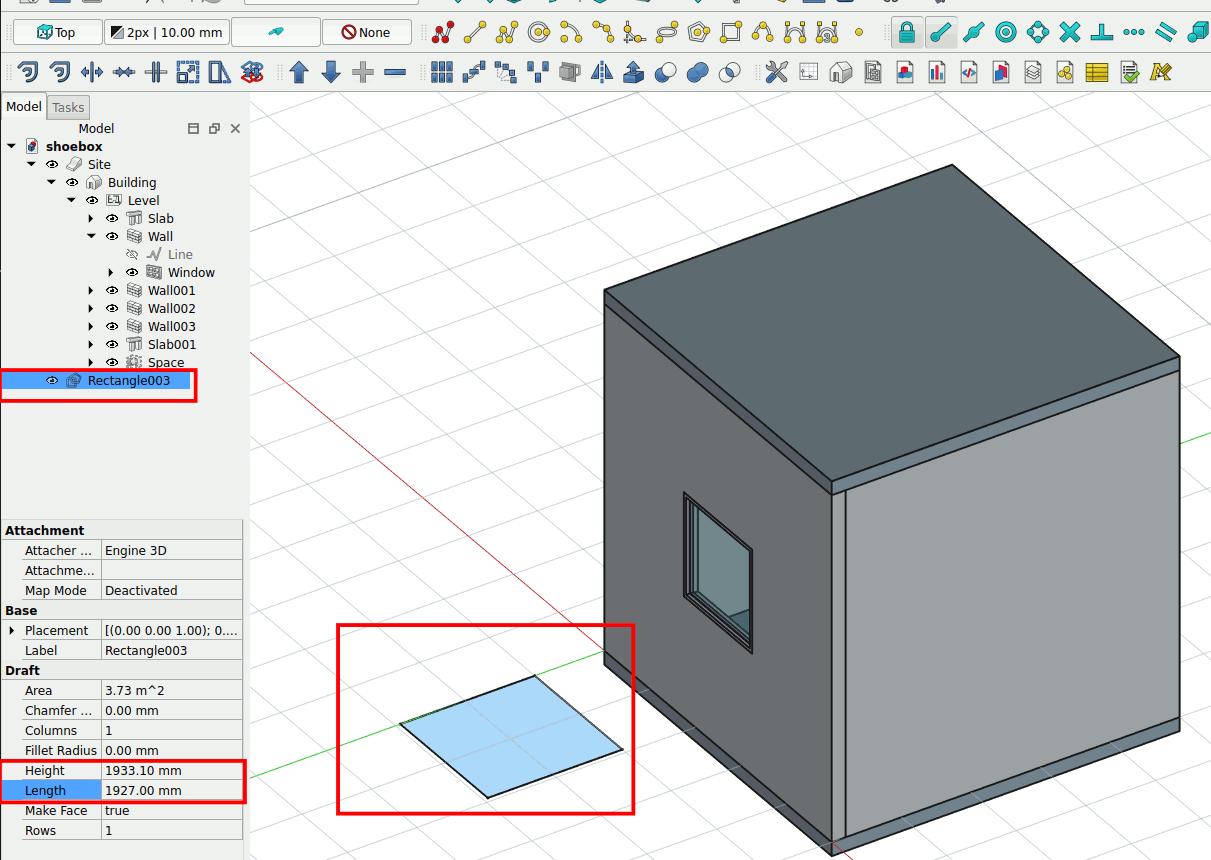 Top
2px | 10.00 mm
None
Model
Tasks
Model
shoebox
Site
Building
Level
Slab
Wall
Line
Window
Wall001
Wall002
Wall003
Slab001
Space
Rectangle003
Attachment
Attacher ... Engine 3D
Attachme...
Map Mode Deactivated
Base
Placement [(0.00 0.00 1.00); 0....
Label Rectangle003
Draft
Area 3.73 m^2
Chamfer ... 0.00 mm
Columns 1
Fillet Radius 0.00 mm
Height 1933.10 mm
Length 1927.00 mm
Make Face true
Rows 1